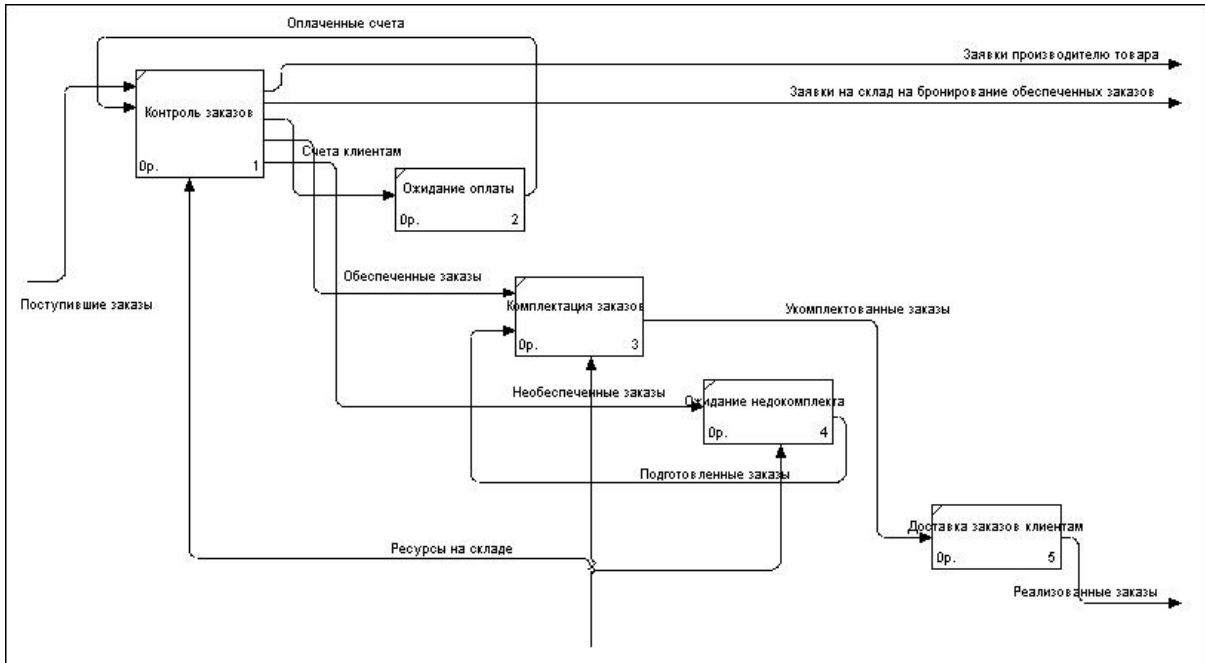 Оплаченные счета
Заявки производителю товара
Заявки на склад на бронирование обеспеченных заказов
Контроль заказов
0р. 1
Счета клиентам
Ожидание оплаты
0р. 2
Обеспеченные заказы
Поступившие заказы
Комплектация заказов
0р. 3
Укомплектованные заказы
Необеспеченные заказы
Ожидание недокомплекта
0р. 4
Подготовленные заказы
Доставка заказов клиентам
0р. 5
Ресурсы на складе
Реализованные заказы